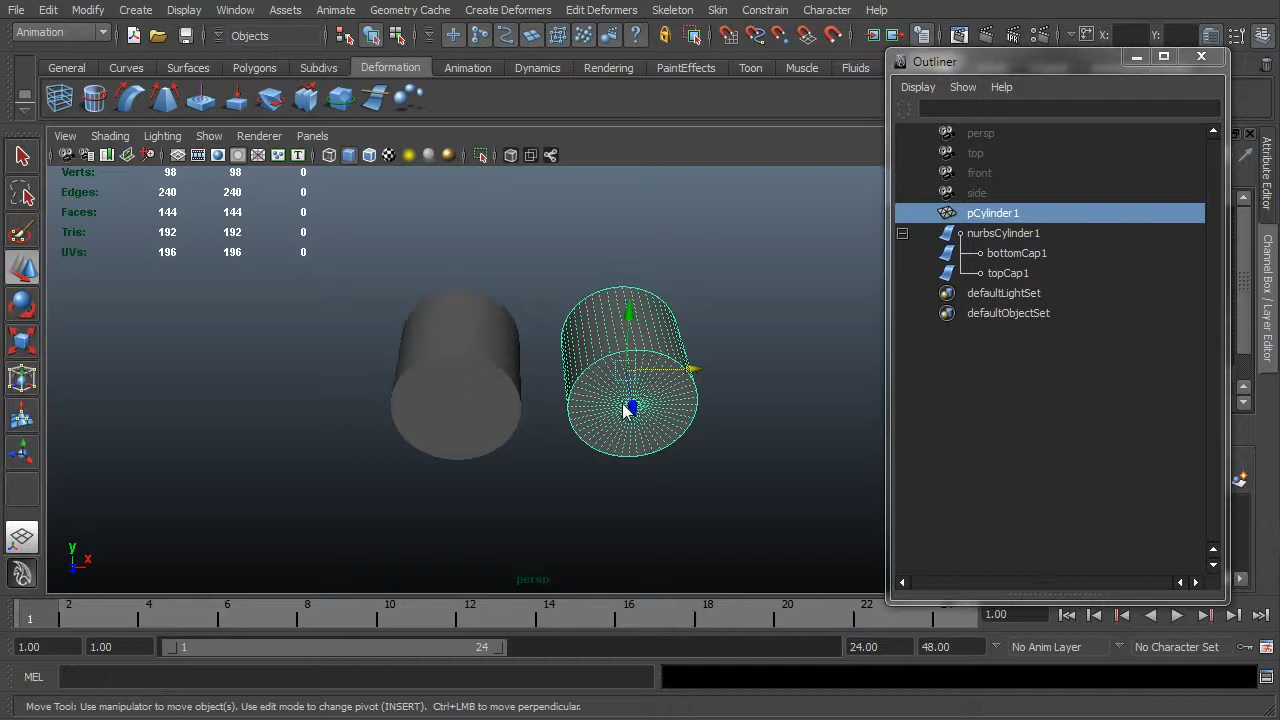 File Edit Modify Create Display Window Assets Animate Geometry Cache Create Deformers Edit Deformers Skeleton Skin Constrain Character Help
Animation Objects X: Y:
General Curves Surfaces Polygons Subdivs Deformation Animation Dynamics Rendering PaintEffects Toon Muscle Fluids
View Shading Lighting Show Renderer Panels
Verts: 98 98 0
Edges: 240 240 0
Faces: 144 144 0
Tris: 192 192 0
UVs: 196 196 0
y
x
persp
Outliner
Display Show Help
persp
top
front
side
pCylinder1
nurbsCylinder1
bottomCap1
topCap1
defaultLightSet
defaultObjectSet
Attribute Editor
Channel Box / Layer Editor
1 2 4 6 8 10 12 14 16 18 20 22 1.00
1.00 1.00 1 24 24.00 48.00 No Anim Layer No Character Set
MEL
Move Tool: Use manipulator to move object(s). Use edit mode to change pivot (INSERT). Ctrl+LMB to move perpendicular.